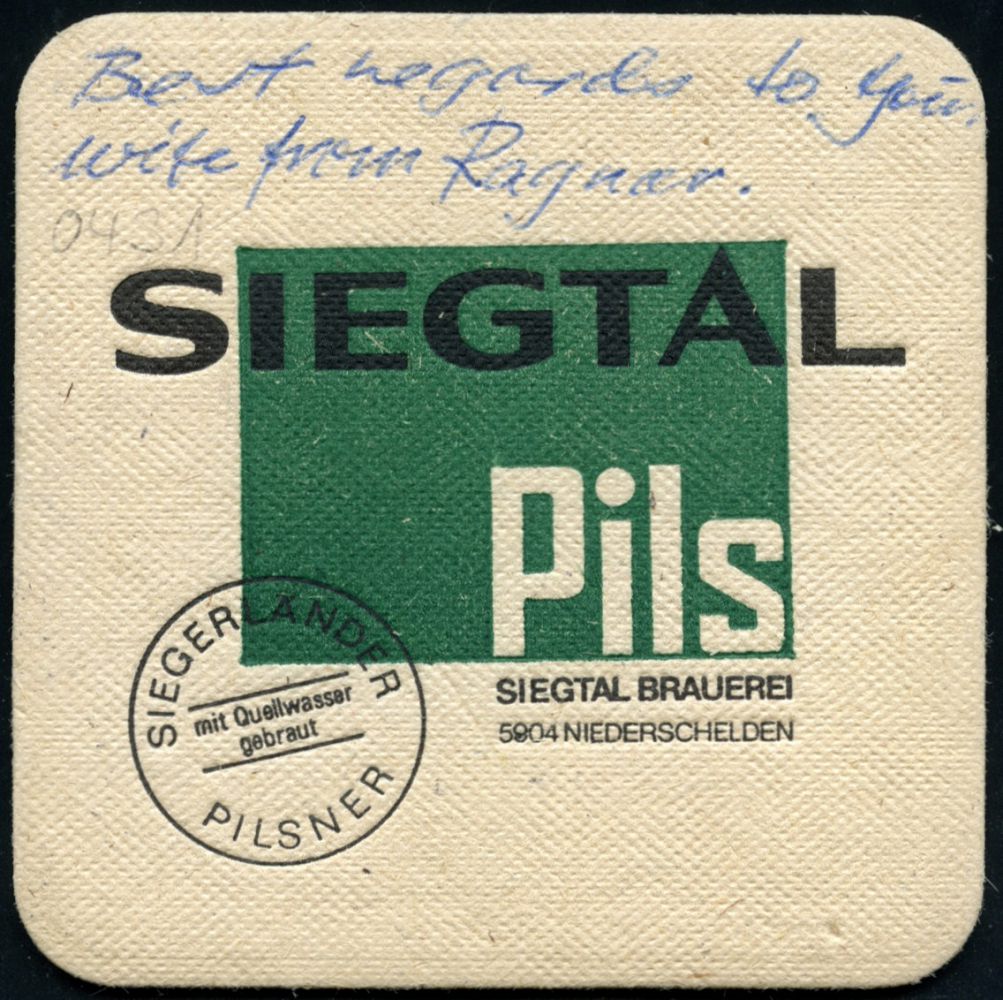 Best regards to your
wife from Ragnar.
0431
SIEGTAL
Pils
SIEGERLÄNDER
mit Quellwasser
gebraut
PILSNER
SIEGTAL BRAUEREI
5904 NIEDERSCHELDEN